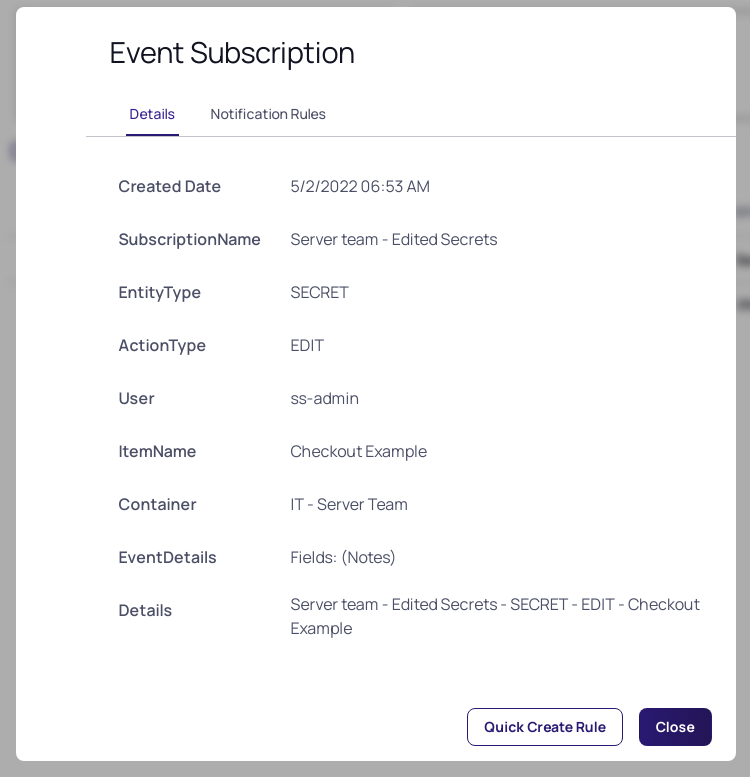 Event Subscription
Details Notification Rules
Created Date 5/2/2022 06:53 AM
SubscriptionName Server team - Edited Secrets
EntityType SECRET
ActionType EDIT
User ss-admin
ItemName Checkout Example
Container IT - Server Team
EventDetails Fields: (Notes)
Details Server team - Edited Secrets - SECRET - EDIT - Checkout
Example
Quick Create Rule Close